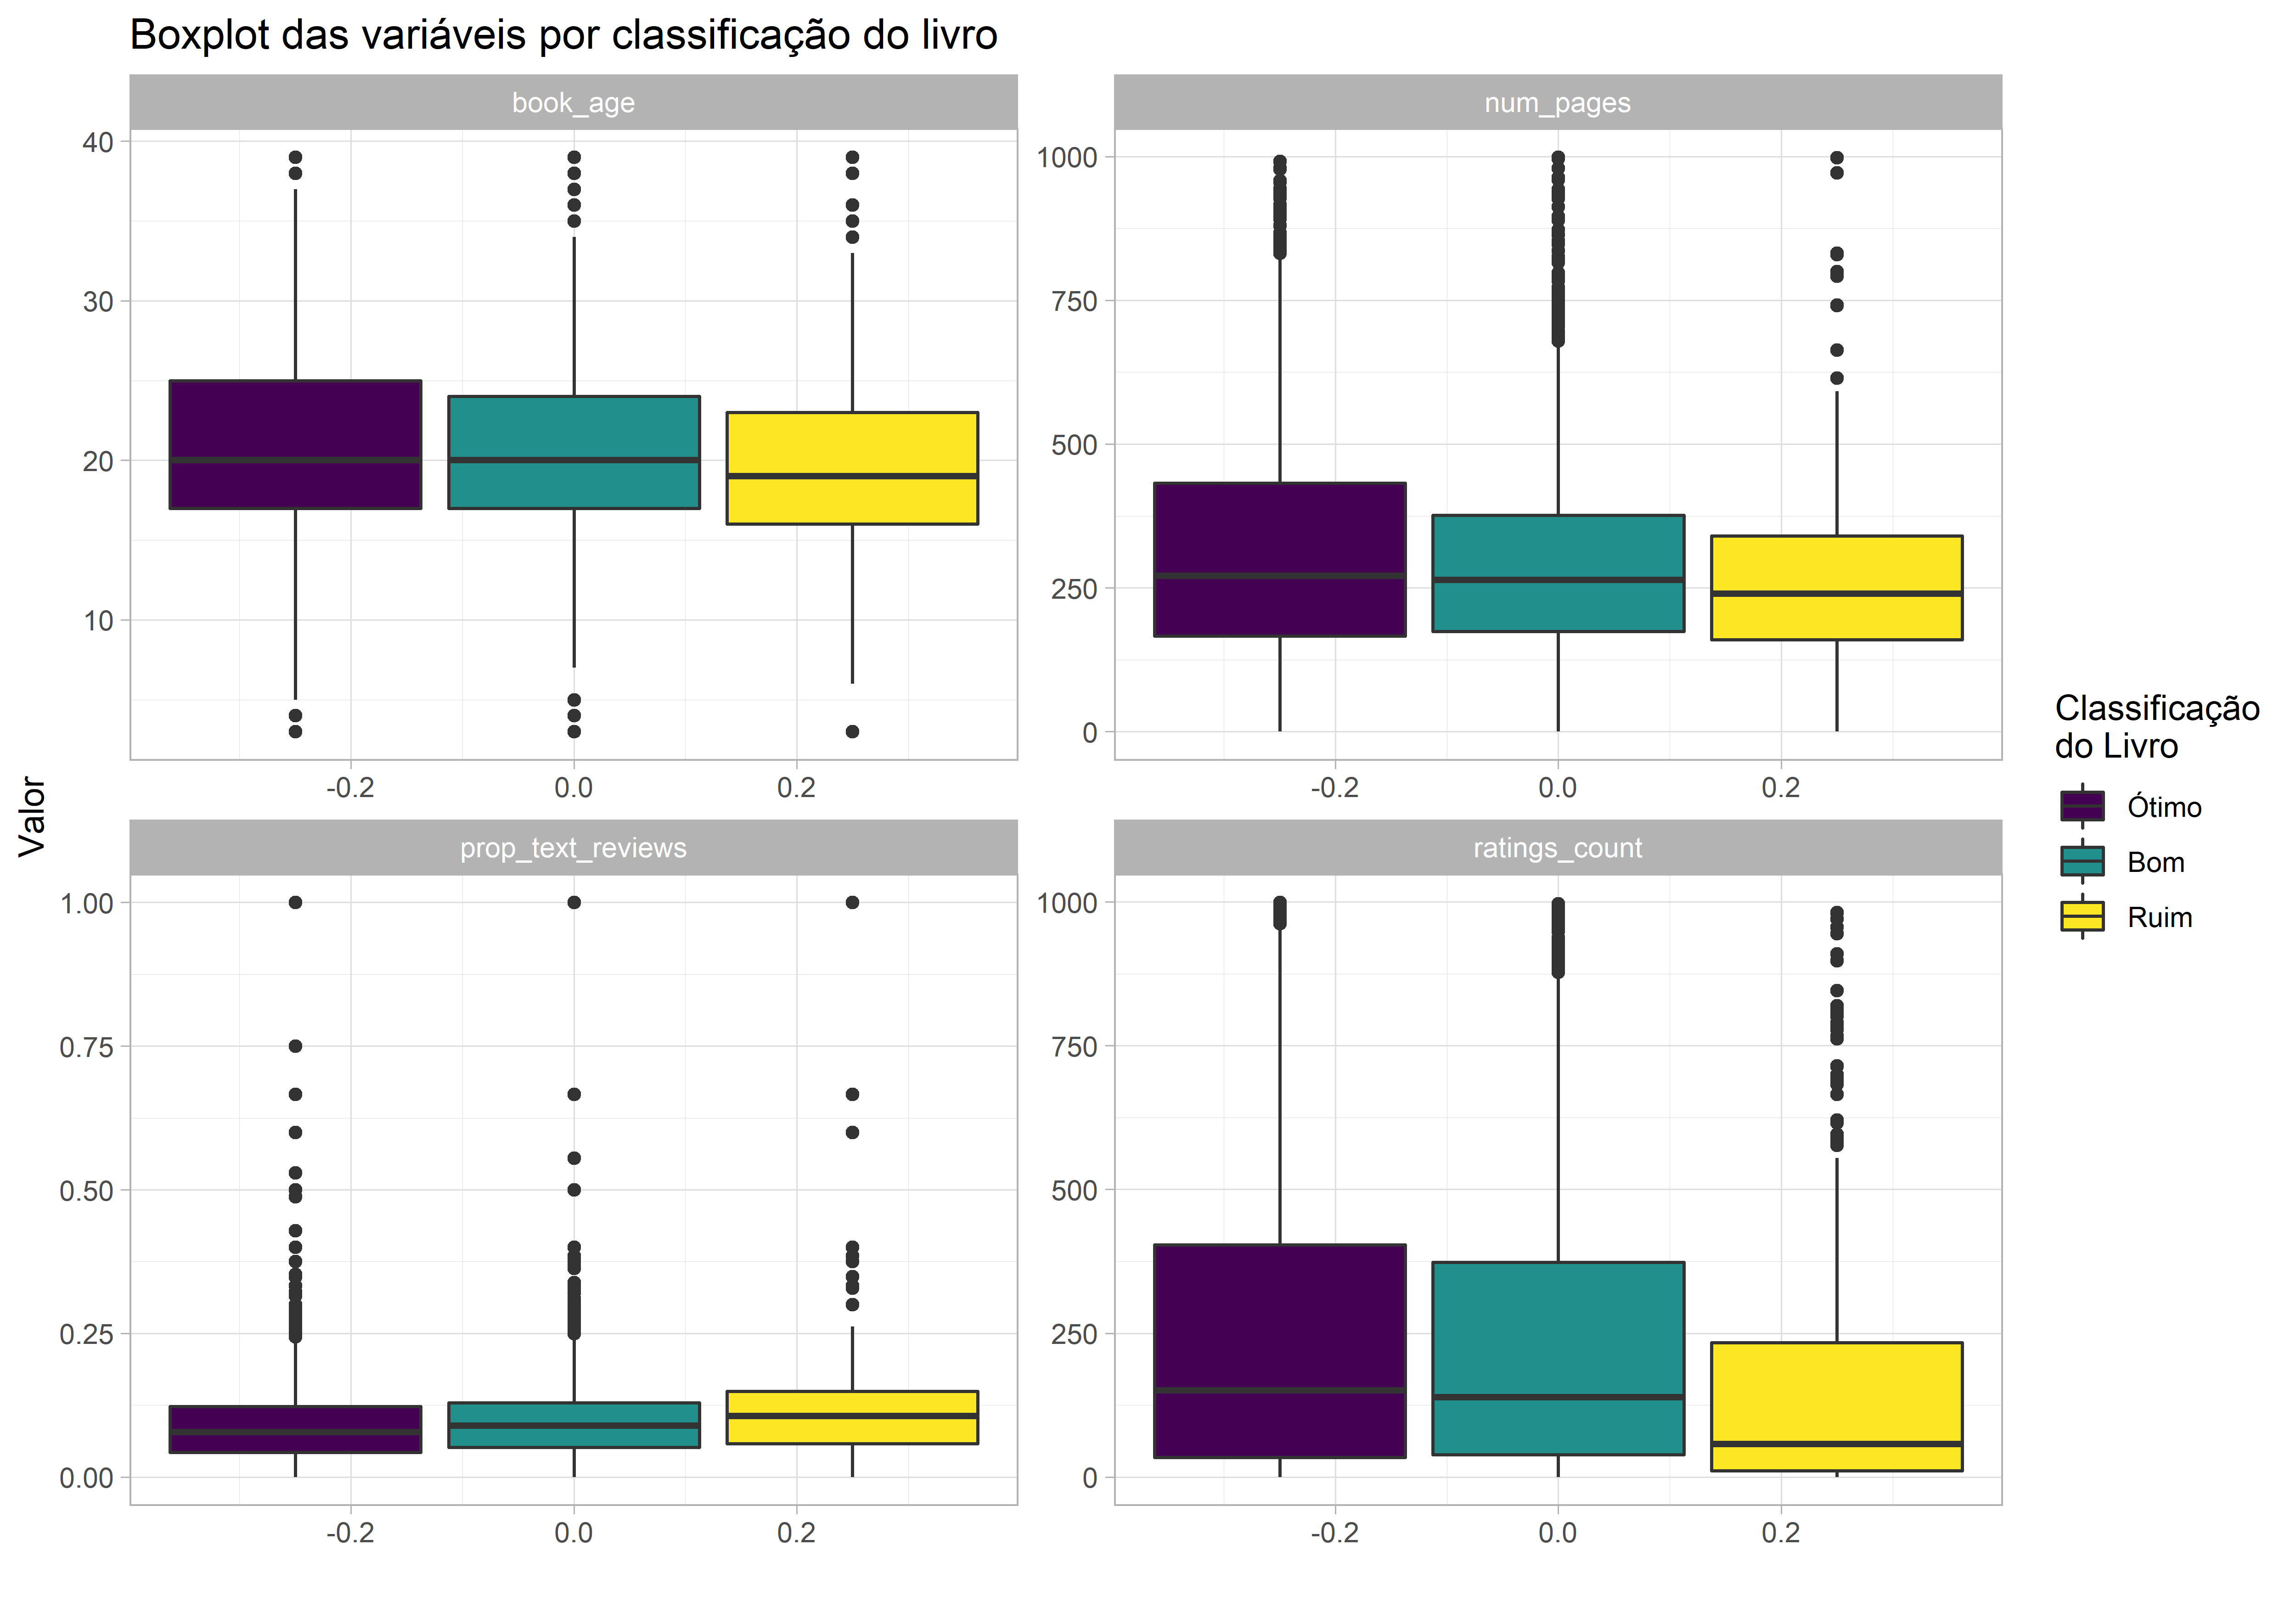 Boxplot das variáveis por classificação do livro
book_age
num_pages
40
30
20
10
1000
750
500
250
0
-0.2 0.0 0.2
-0.2 0.0 0.2
Valor
prop_text_reviews
ratings_count
1.00
0.75
0.50
0.25
0.00
1000
750
500
250
0
-0.2 0.0 0.2
-0.2 0.0 0.2
Classificação
do Livro
Ótimo
Bom
Ruim